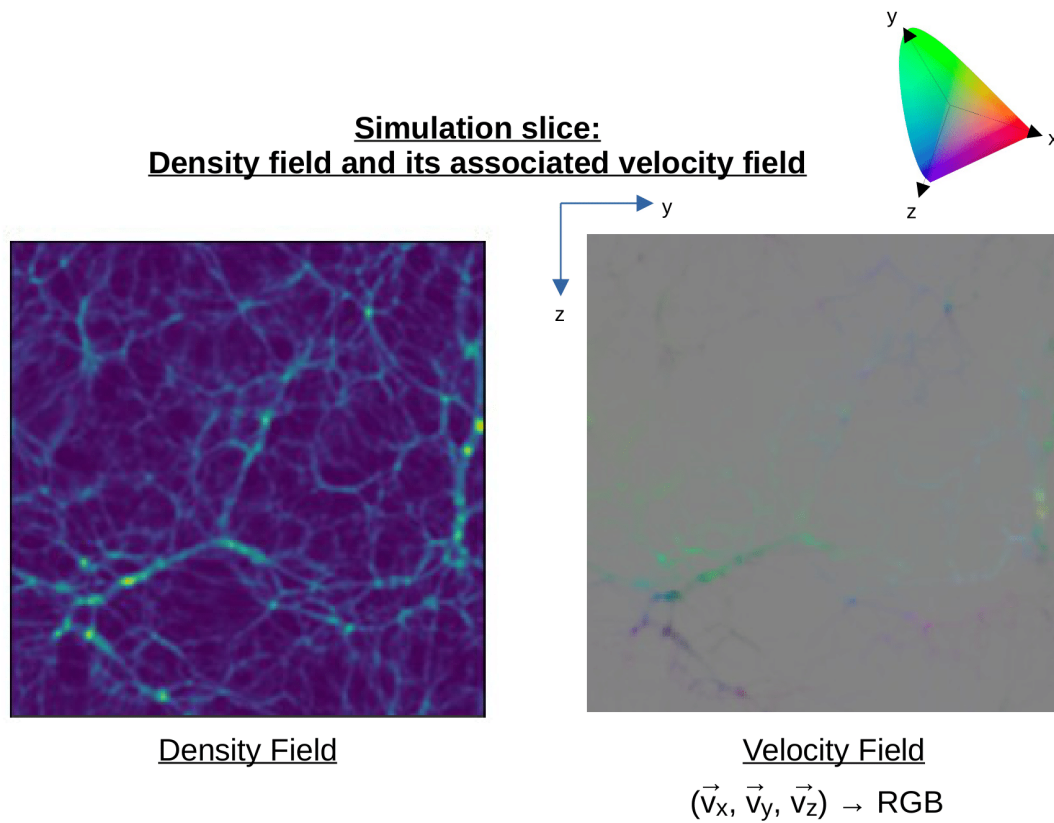 y
x
z
Simulation slice:
Density field and its associated velocity field
y
z
Density Field
Velocity Field
(v⃗x, v⃗y, v⃗z) → RGB